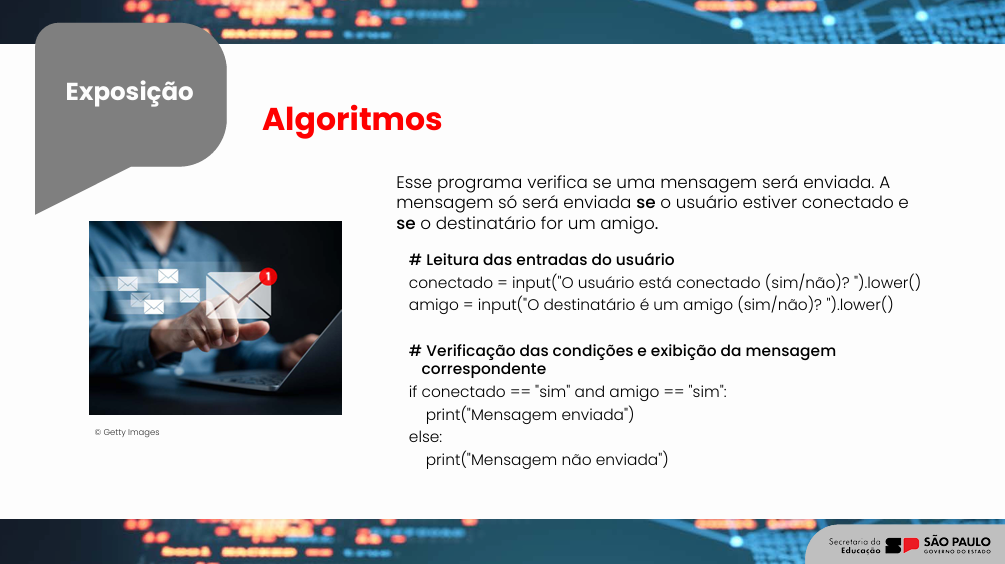 Exposição
Algoritmos
Esse programa verifica se uma mensagem será enviada. A
mensagem só será enviada se o usuário estiver conectado e
se o destinatário for um amigo.
# Leitura das entradas do usuário
conectado = input("O usuário está conectado (sim/não)? ").lower()
amigo = input("O destinatário é um amigo (sim/não)? ").lower()
# Verificação das condições e exibição da mensagem
correspondente
if conectado == "sim" and amigo == "sim":
print("Mensagem enviada")
else:
print("Mensagem não enviada")
1
© Getty Images
Secretaria da
Educação
SÃO PAULO
GOVERNO DO ESTADO